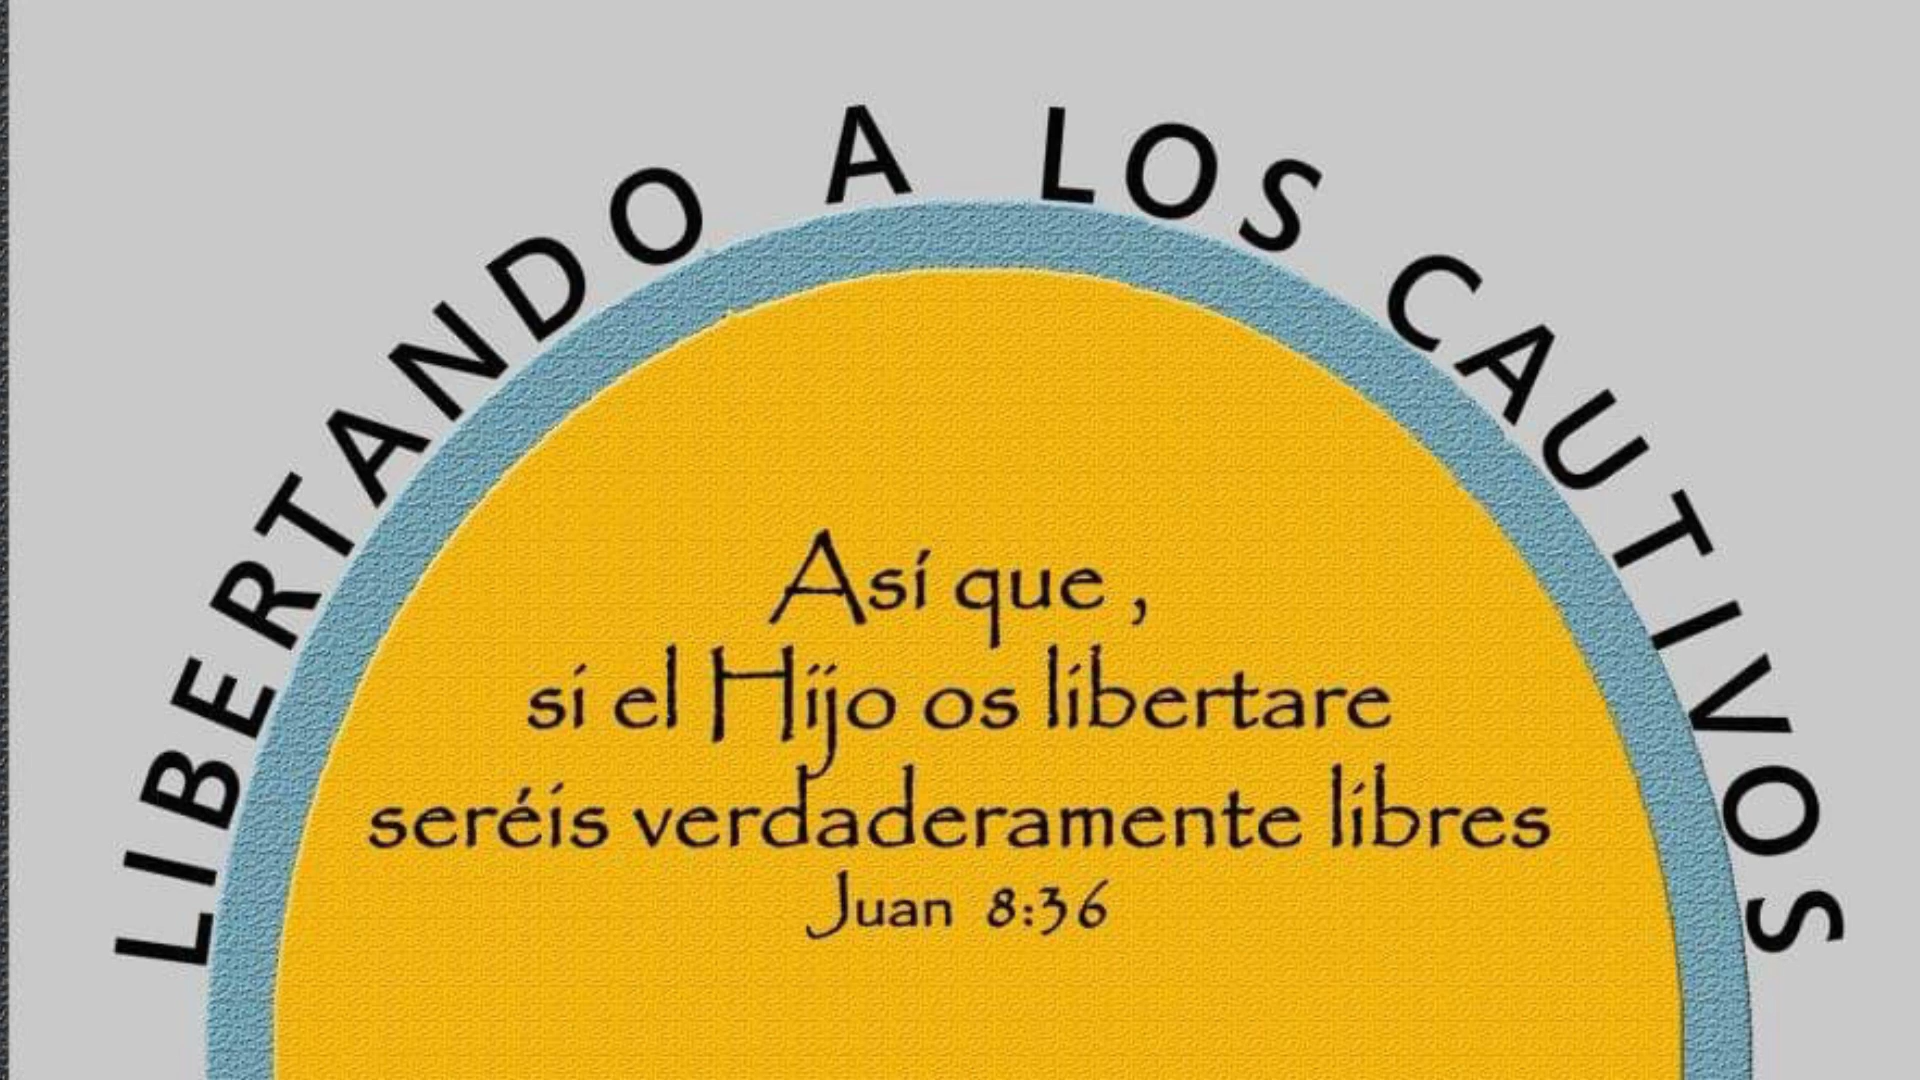 LIBERTANDO A LOS CAUTIVOS
Así que ,
si el Hijo os libertare
seréis verdaderamente libres
Juan 8:36